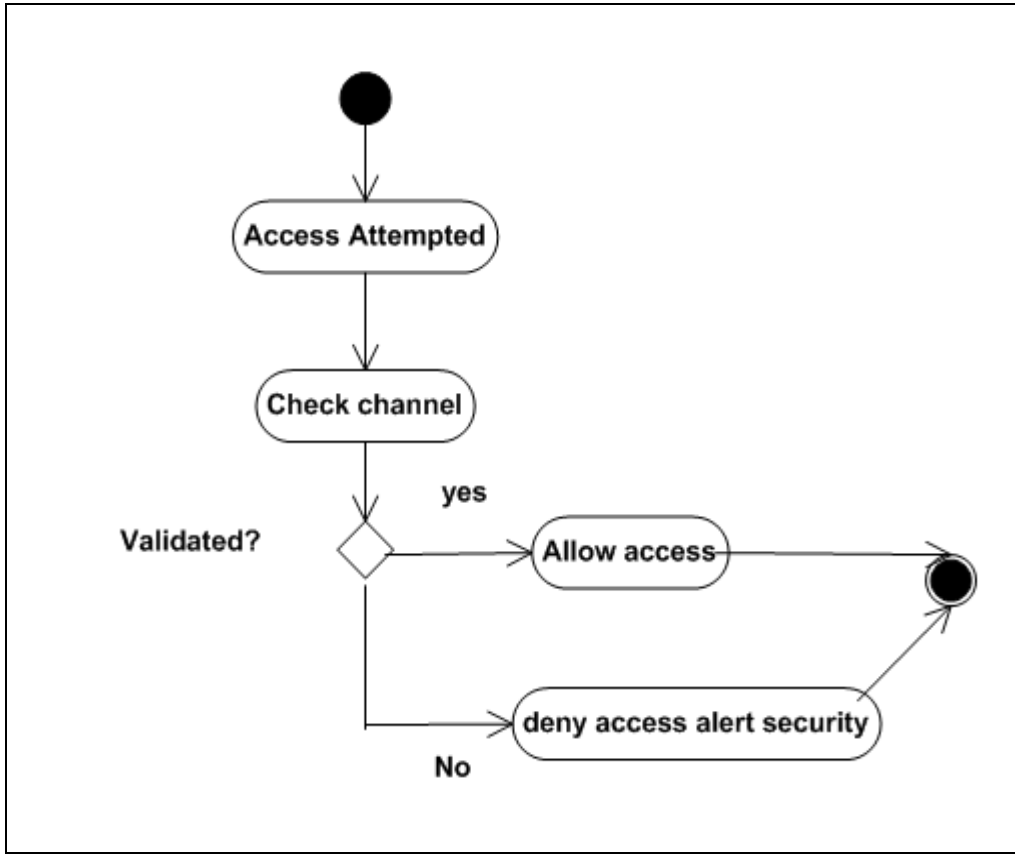 Access Attempted
Check channel
yes
Validated?
Allow access
deny access alert security
No